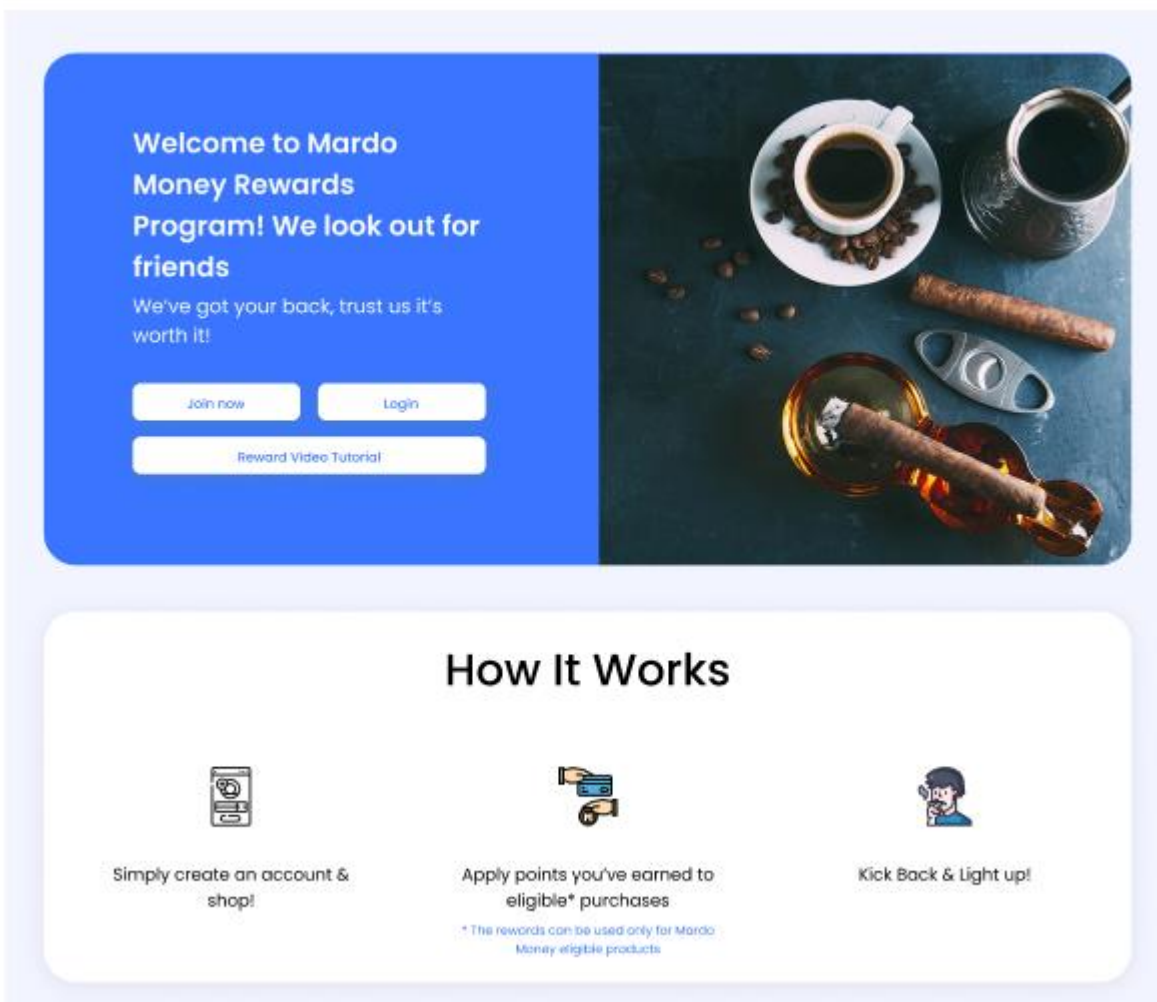 Welcome to Mardo
Money Rewards
Program! We look out for
friends
We've got your back, trust us it's
worth it!
Join now
Login
Reward Video Tutorial
How It Works
Simply create an account &
shop!
Apply points you've earned to
eligible* purchases
* The rewards can be used only for Mardo
Money eligible products
Kick Back & Light up!